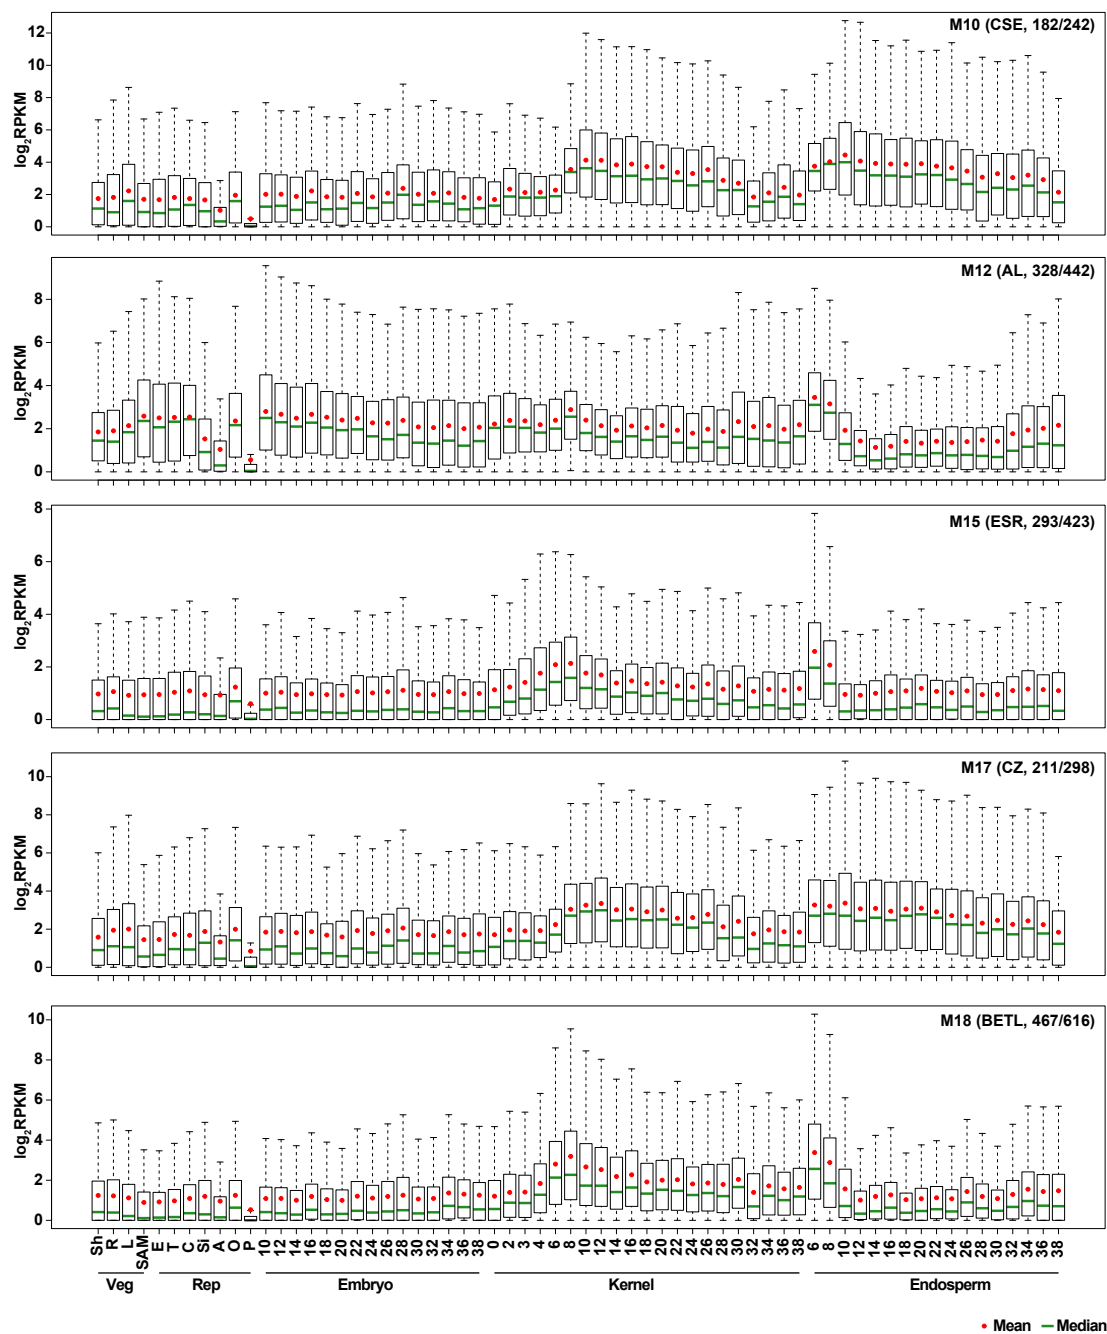 M10 (CSE, 182/242)
log2RPKM
12
10
8
6
4
2
0
M12 (AL, 328/442)
log2RPKM
8
6
4
2
0
M15 (ESR, 293/423)
log2RPKM
8
6
4
2
0
M17 (CZ, 211/298)
log2RPKM
10
8
6
4
2
0
M18 (BETL, 467/616)
log2RPKM
10
8
6
4
2
0
Sh R L SAM E T C Si A O P 10 12 14 16 18 20 22 24 26 28 30 32 34 36 38 0 2 3 4 6 8 10 12 14 16 18 20 22 24 26 28 30 32 34 36 38 6 8 10 12 14 16 18 20 22 24 26 28 30 32 34 36 38
Veg Rep Embryo Kernel Endosperm
Mean Median